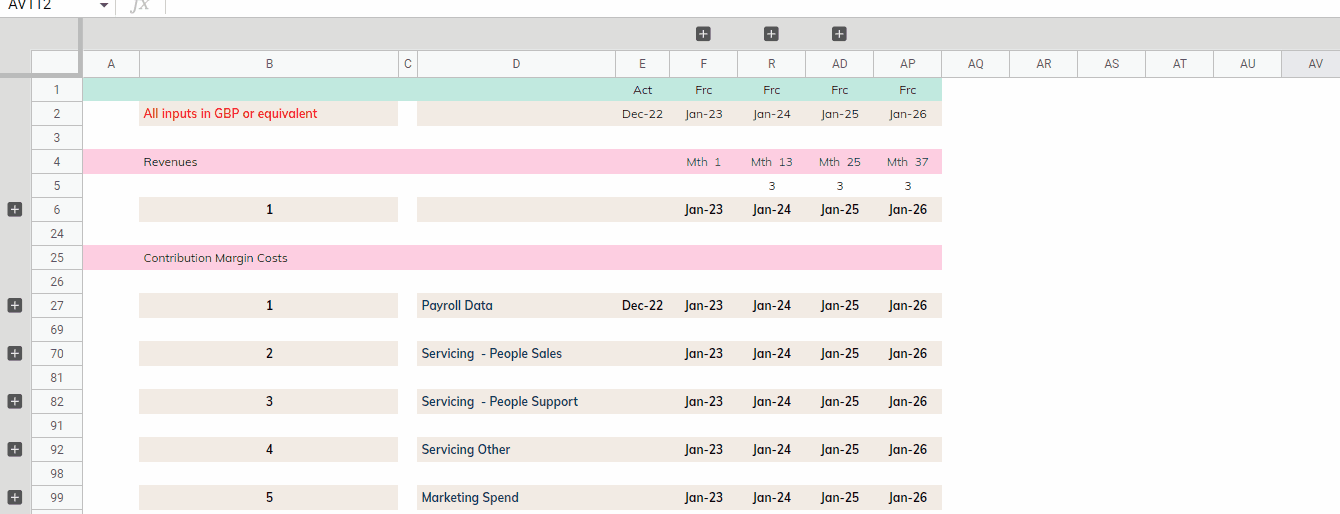 AV112 fx
A B C D E F R AD AP AQ AR AS AT AU AV
1 Act Frc Frc Frc Frc
2 All inputs in GBP or equivalent Dec-22 Jan-23 Jan-24 Jan-25 Jan-26
3
4 Revenues Mth 1 Mth 13 Mth 25 Mth 37
5 3 3 3
6 1 Jan-23 Jan-24 Jan-25 Jan-26
24
25 Contribution Margin Costs
26
27 1 Payroll Data Dec-22 Jan-23 Jan-24 Jan-25 Jan-26
69
70 2 Servicing - People Sales Jan-23 Jan-24 Jan-25 Jan-26
81
82 3 Servicing - People Support Jan-23 Jan-24 Jan-25 Jan-26
91
92 4 Servicing Other Jan-23 Jan-24 Jan-25 Jan-26
98
99 5 Marketing Spend Jan-23 Jan-24 Jan-25 Jan-26